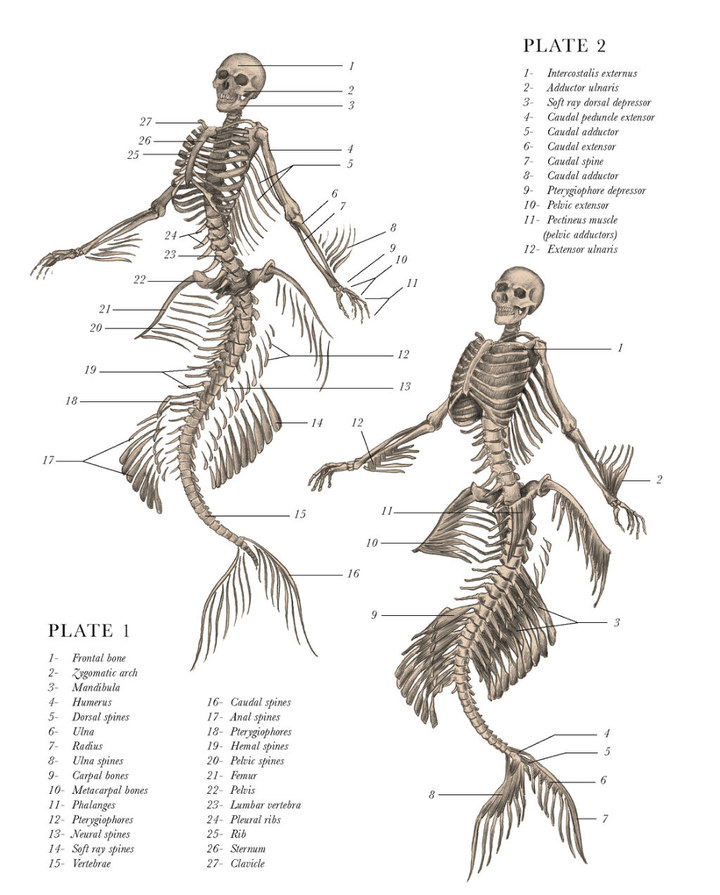 PLATE 2
1- Intercostalis externus
2- Adductor ulnaris
3- Soft ray dorsal depressor
4- Caudal peduncle extensor
5- Caudal adductor
6- Caudal extensor
7- Caudal spine
8- Caudal adductor
9- Pterygiophore depressor
10- Pelvic extensor
11- Pectineus muscle
(pelvic adductors)
12- Extensor ulnaris
1
2
3
27
26
25
4
5
6
7
8
9
10
11
24
23
22
21
20
19
18
17
12
13
14
15
16
1
12
2
11
10
9
3
4
5
6
7
8
PLATE 1
1- Frontal bone
2- Zygomatic arch
3- Mandibula
4- Humerus
5- Dorsal spines
6- Ulna
7- Radius
8- Ulna spines
9- Carpal bones
10- Metacarpal bones
11- Phalanges
12- Pterygiophores
13- Neural spines
14- Soft ray spines
15- Vertebrae
16- Caudal spines
17- Anal spines
18- Pterygiophores
19- Hemal spines
20- Pelvic spines
21- Femur
22- Pelvis
23- Lumbar vertebra
24- Pleural ribs
25- Rib
26- Sternum
27- Clavicle